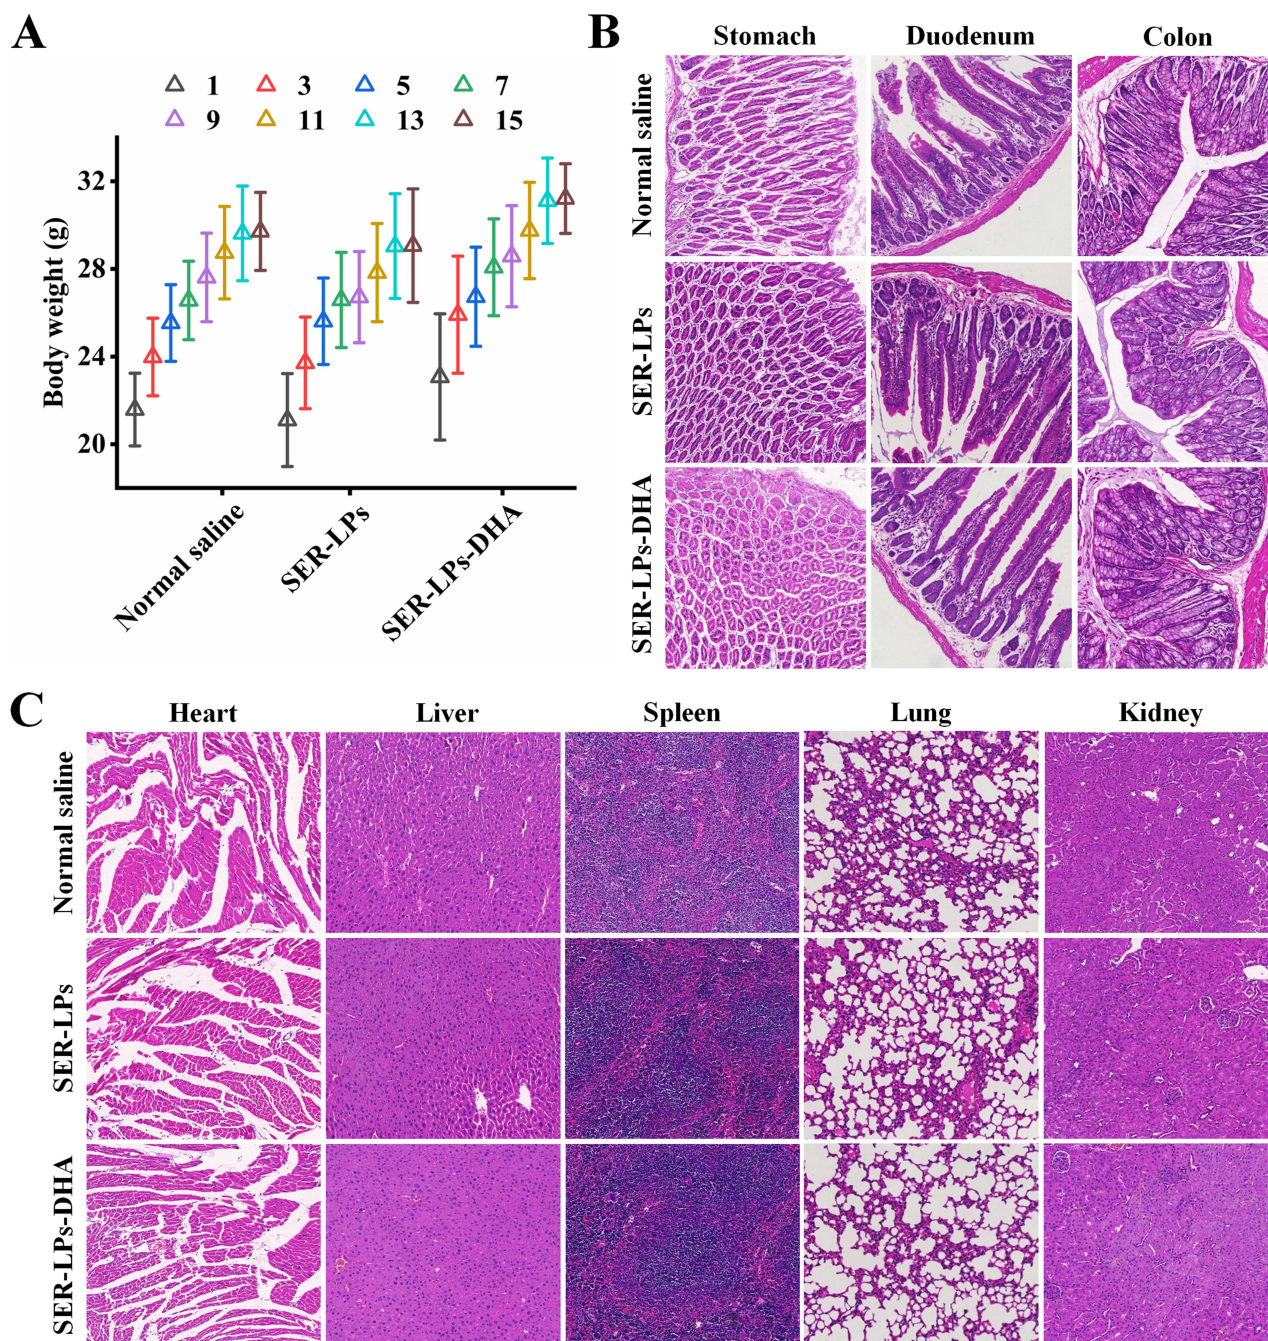 A
1 3 5 7
9 11 13 15
Body weight (g)
32
28
24
20
Normal saline
SER-LPs
SER-LPs-DHA
B
Stomach Duodenum Colon
Normal saline
SER-LPs
SER-LPs-DHA
C
Heart Liver Spleen Lung Kidney
Normal saline
SER-LPs
SER-LPs-DHA